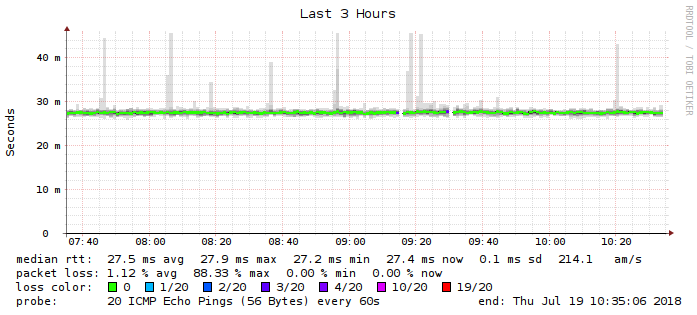 Last 3 Hours
RRDTOOL / TOBI OETIKER
Seconds
40 m
30 m
20 m
10 m
0
07:40 08:00 08:20 08:40 09:00 09:20 09:40 10:00 10:20
median rtt: 27.5 ms avg 27.9 ms max 27.2 ms min 27.4 ms now 0.1 ms sd 214.1 am/s
packet loss: 1.12 % avg 88.33 % max 0.00 % min 0.00 % now
loss color: 0 1/20 2/20 3/20 4/20 10/20 19/20
probe: 20 ICMP Echo Pings (56 Bytes) every 60s end: Thu Jul 19 10:35:06 2018